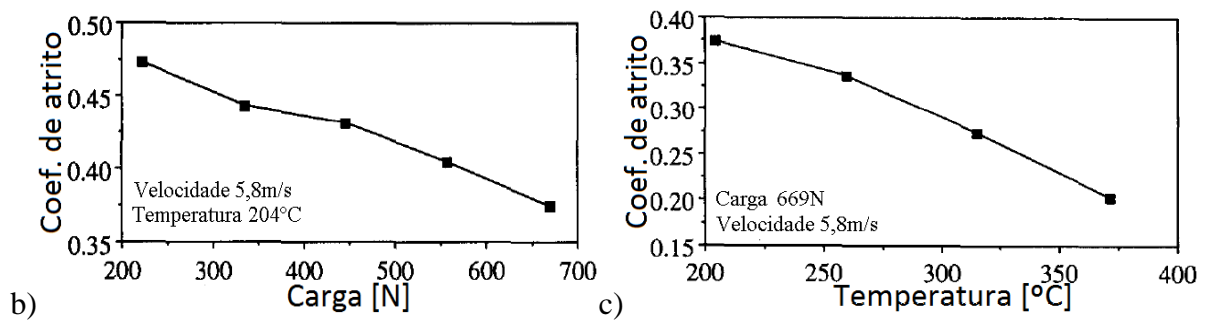 Coef. de atrito
0.50
0.45
0.40
0.35
Velocidade 5,8m/s
Temperatura 204°C
200 300 400 500 600 700
b) Carga [N]
Coef. de atrito
0.40
0.35
0.30
0.25
0.20
0.15
Carga 669N
Velocidade 5,8m/s
200 250 300 350 400
c) Temperatura [ºC]